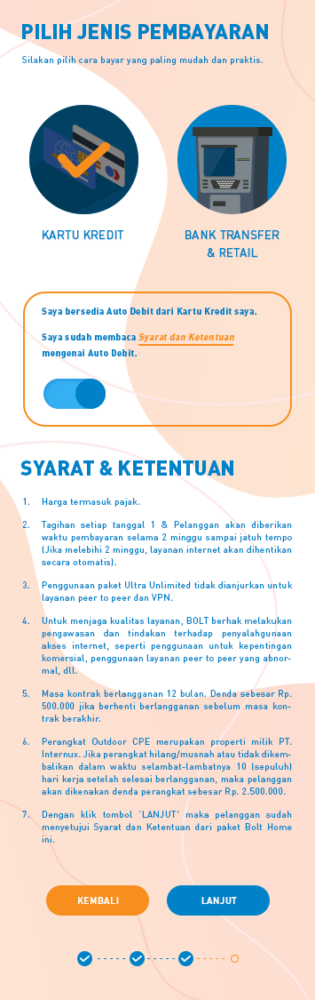 PILIH JENIS PEMBAYARAN
Silakan pilih cara bayar yang paling mudah dan praktis.
KARTU KREDIT
BANK TRANSFER
& RETAIL
Saya bersedia Auto Debit dari Kartu Kredit saya.
Saya sudah membaca Syarat dan Ketentuan
mengenai Auto Debit.
SYARAT & KETENTUAN
1. Harga termasuk pajak.
2. Tagihan setiap tanggal 1 & Pelanggan akan diberikan
waktu pembayaran selama 2 minggu sampai jatuh tempo
(Jika melebihi 2 minggu, layanan internet akan dihentikan
secara otomatis).
3. Penggunaan paket Ultra Unlimited tidak dianjurkan untuk
layanan peer to peer dan VPN.
4. Untuk menjaga kualitas layanan, BOLT berhak melakukan
pengawasan dan tindakan terhadap penyalahgunaan
akses internet, seperti penggunaan untuk kepentingan
komersial, penggunaan layanan peer to peer yang abnor-
mal, dll.
5. Masa kontrak berlangganan 12 bulan. Denda sebesar Rp.
500.000 jika berhenti berlangganan sebelum masa kon-
trak berakhir.
6. Perangkat Outdoor CPE merupakan properti milik PT.
Internux. Jika perangkat hilang/musnah atau tidak dikem-
balikan dalam waktu selambat-lambatnya 10 (sepuluh)
hari kerja setelah selesai berlangganan, maka pelanggan
akan dikenakan denda perangkat sebesar Rp. 2.500.000.
7. Dengan klik tombol 'LANJUT' maka pelanggan sudah
menyetujui Syarat dan Ketentuan dari paket Bolt Home
ini.
KEMBALI
LANJUT